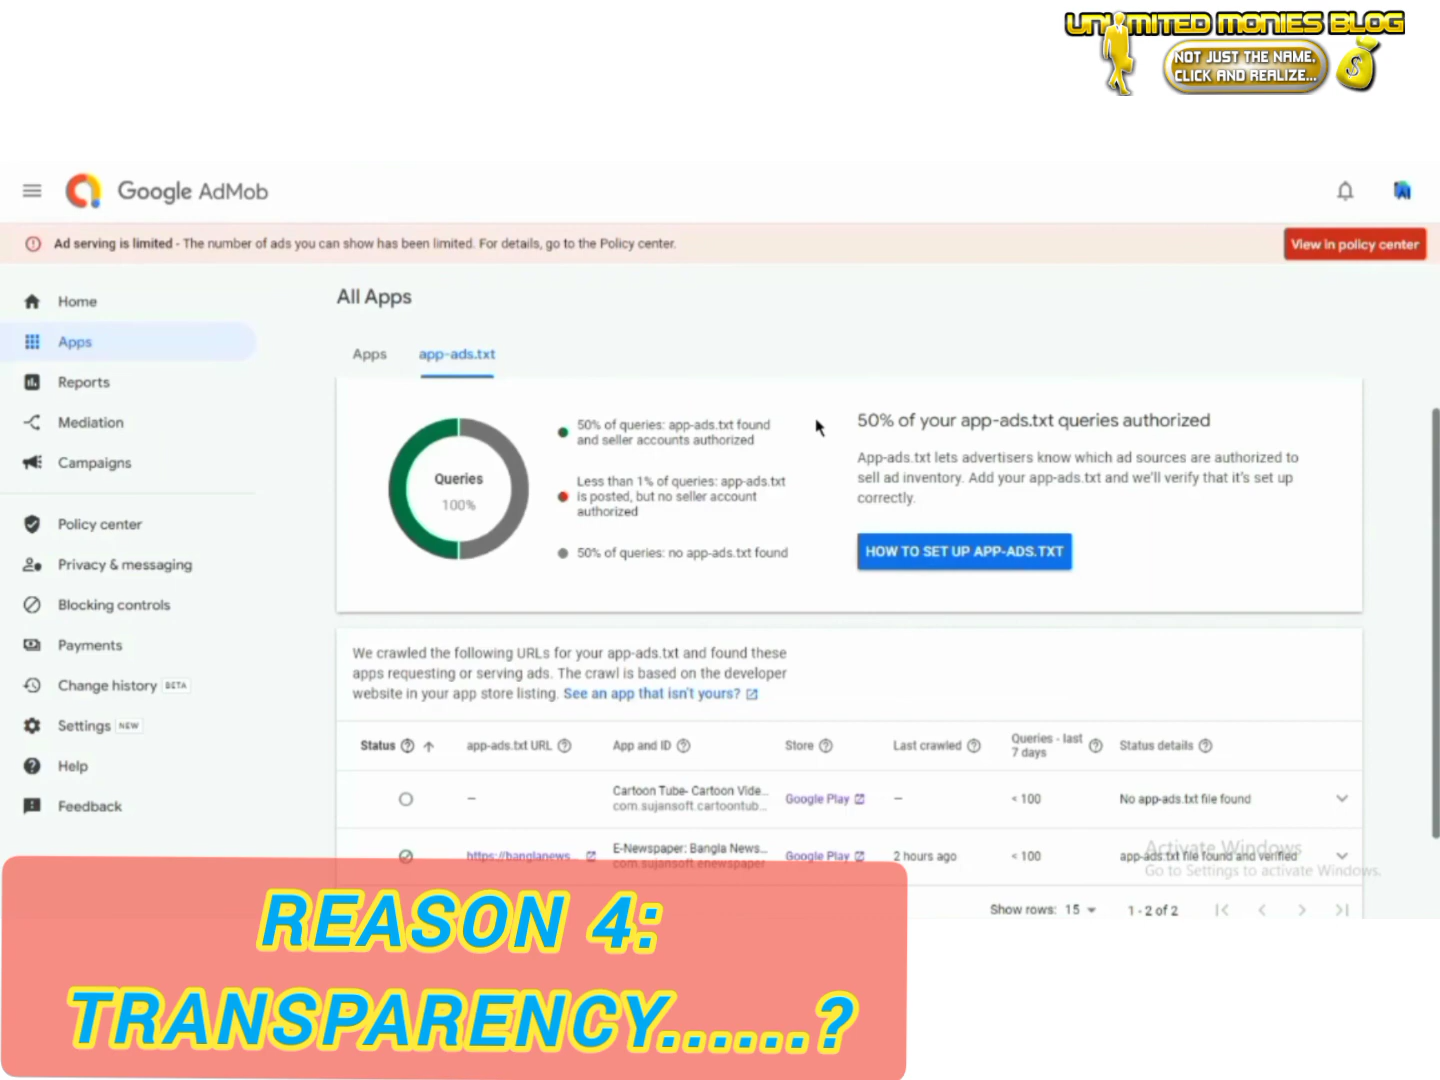 UNLIMITED MONIES BLOG
NOT JUST THE NAME,
CLICK AND REALIZE...
$
Google AdMob
Ad serving is limited - The number of ads you can show has been limited. For details, go to the Policy center.
View in policy center
Home
Apps
Reports
Mediation
Campaigns
Policy center
Privacy & messaging
Blocking controls
Payments
Change history BETA
Settings NEW
Help
Feedback
All Apps
Apps
app-ads.txt
Queries
100%
50% of queries: app-ads.txt found
and seller accounts authorized
Less than 1% of queries: app-ads.txt
is posted, but no seller account
authorized
50% of queries: no app-ads.txt found
50% of your app-ads.txt queries authorized
App-ads.txt lets advertisers know which ad sources are authorized to
sell ad inventory. Add your app-ads.txt and we'll verify that it's set up
correctly.
HOW TO SET UP APP-ADS.TXT
We crawled the following URLs for your app-ads.txt and found these
apps requesting or serving ads. The crawl is based on the developer
website in your app store listing. See an app that isn't yours?
Status app-ads.txt URL App and ID Store Last crawled Queries - last 7 days Status details
– Cartoon Tube- Cartoon Vide... Google Play – < 100 No app-ads.txt file found
com.sujansoft.cartoontub...
https://banglanews... E-Newspaper: Bangla News... Google Play 2 hours ago < 100 app-ads.txt file found and verified
com.sujansoft.enewspaper
Activate Windows
Go to Settings to activate Windows.
Show rows: 15 1 - 2 of 2
REASON 4:
TRANSPARENCY......?